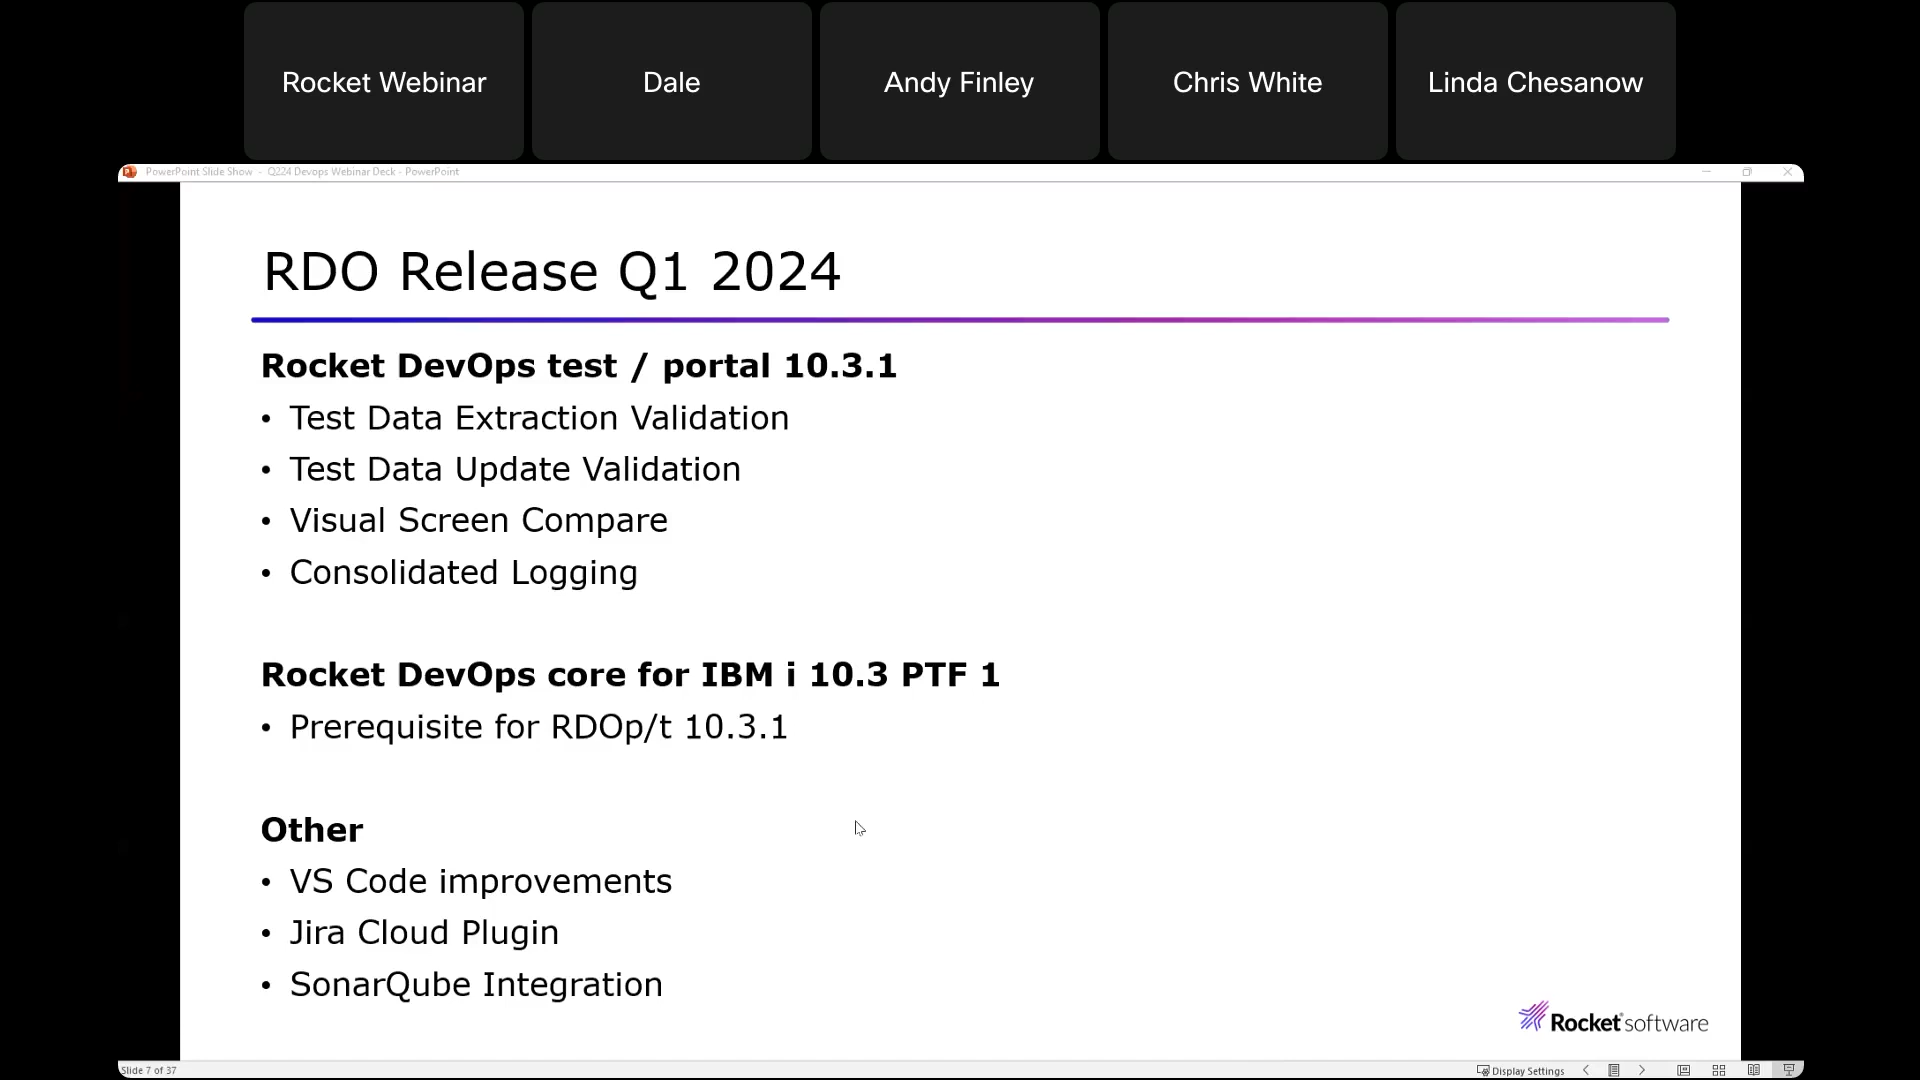 Rocket Webinar
Dale
Andy Finley
Chris White
Linda Chesanow
PowerPoint Slide Show - Q224 Devops Webinar Deck - PowerPoint
RDO Release Q1 2024
Rocket DevOps test / portal 10.3.1
• Test Data Extraction Validation
• Test Data Update Validation
• Visual Screen Compare
• Consolidated Logging
Rocket DevOps core for IBM i 10.3 PTF 1
• Prerequisite for RDOp/t 10.3.1
Other
• VS Code improvements
• Jira Cloud Plugin
• SonarQube Integration
Rocket software
Slide 7 of 37
Display Settings